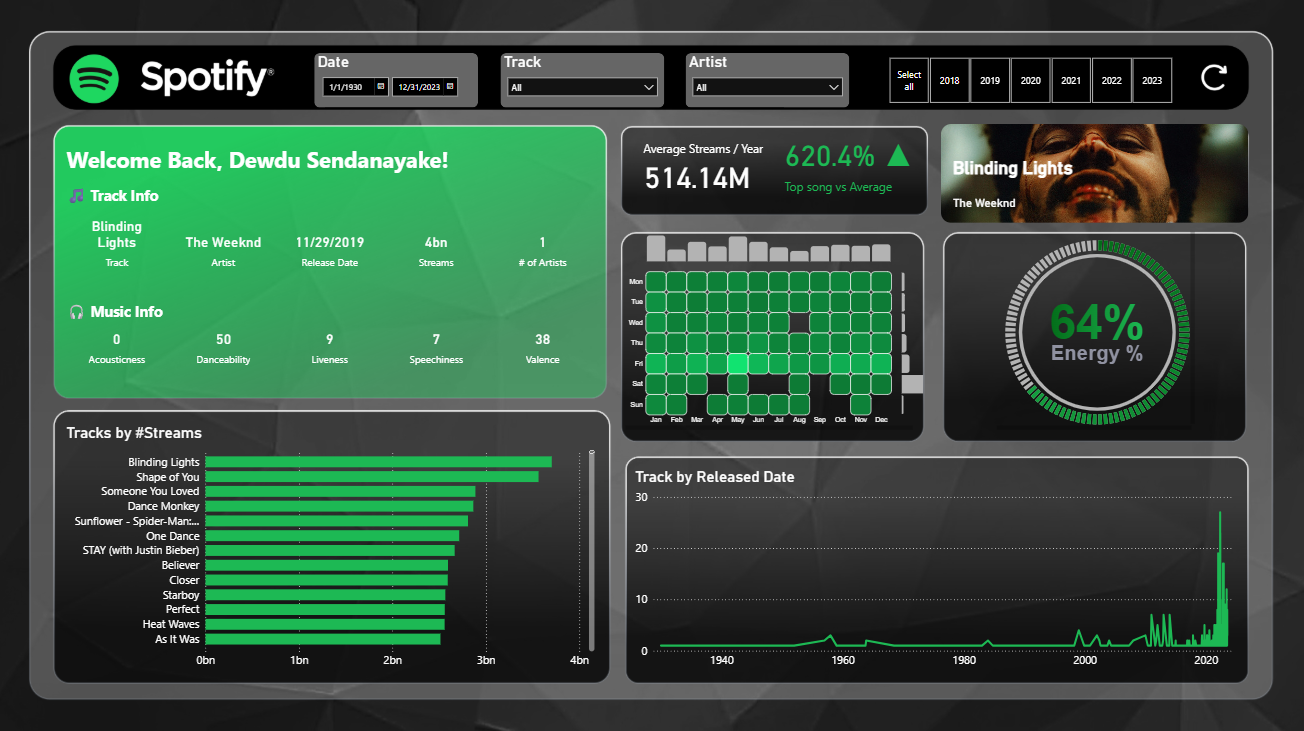 Spotify®
Date
1/1/1930
12/31/2023
Track
All
Artist
All
Select
all
2018
2019
2020
2021
2022
2023
Welcome Back, Dewdu Sendanayake!
Track Info
Blinding
Lights
Track
The Weeknd
Artist
11/29/2019
Release Date
4bn
Streams
1
# of Artists
Music Info
0
Acousticness
50
Danceability
9
Liveness
7
Speechiness
38
Valence
Average Streams / Year
514.14M
620.4%
Top song vs Average
Blinding Lights
The Weeknd
Mon
Tue
Wed
Thu
Fri
Sat
Sun
Jan Feb Mar Apr May Jun Jul Aug Sep Oct Nov Dec
64%
Energy %
Tracks by #Streams
Blinding Lights
Shape of You
Someone You Loved
Dance Monkey
Sunflower - Spider-Man:...
One Dance
STAY (with Justin Bieber)
Believer
Closer
Starboy
Perfect
Heat Waves
As It Was
0bn 1bn 2bn 3bn 4bn
Track by Released Date
30
20
10
0
1940 1960 1980 2000 2020